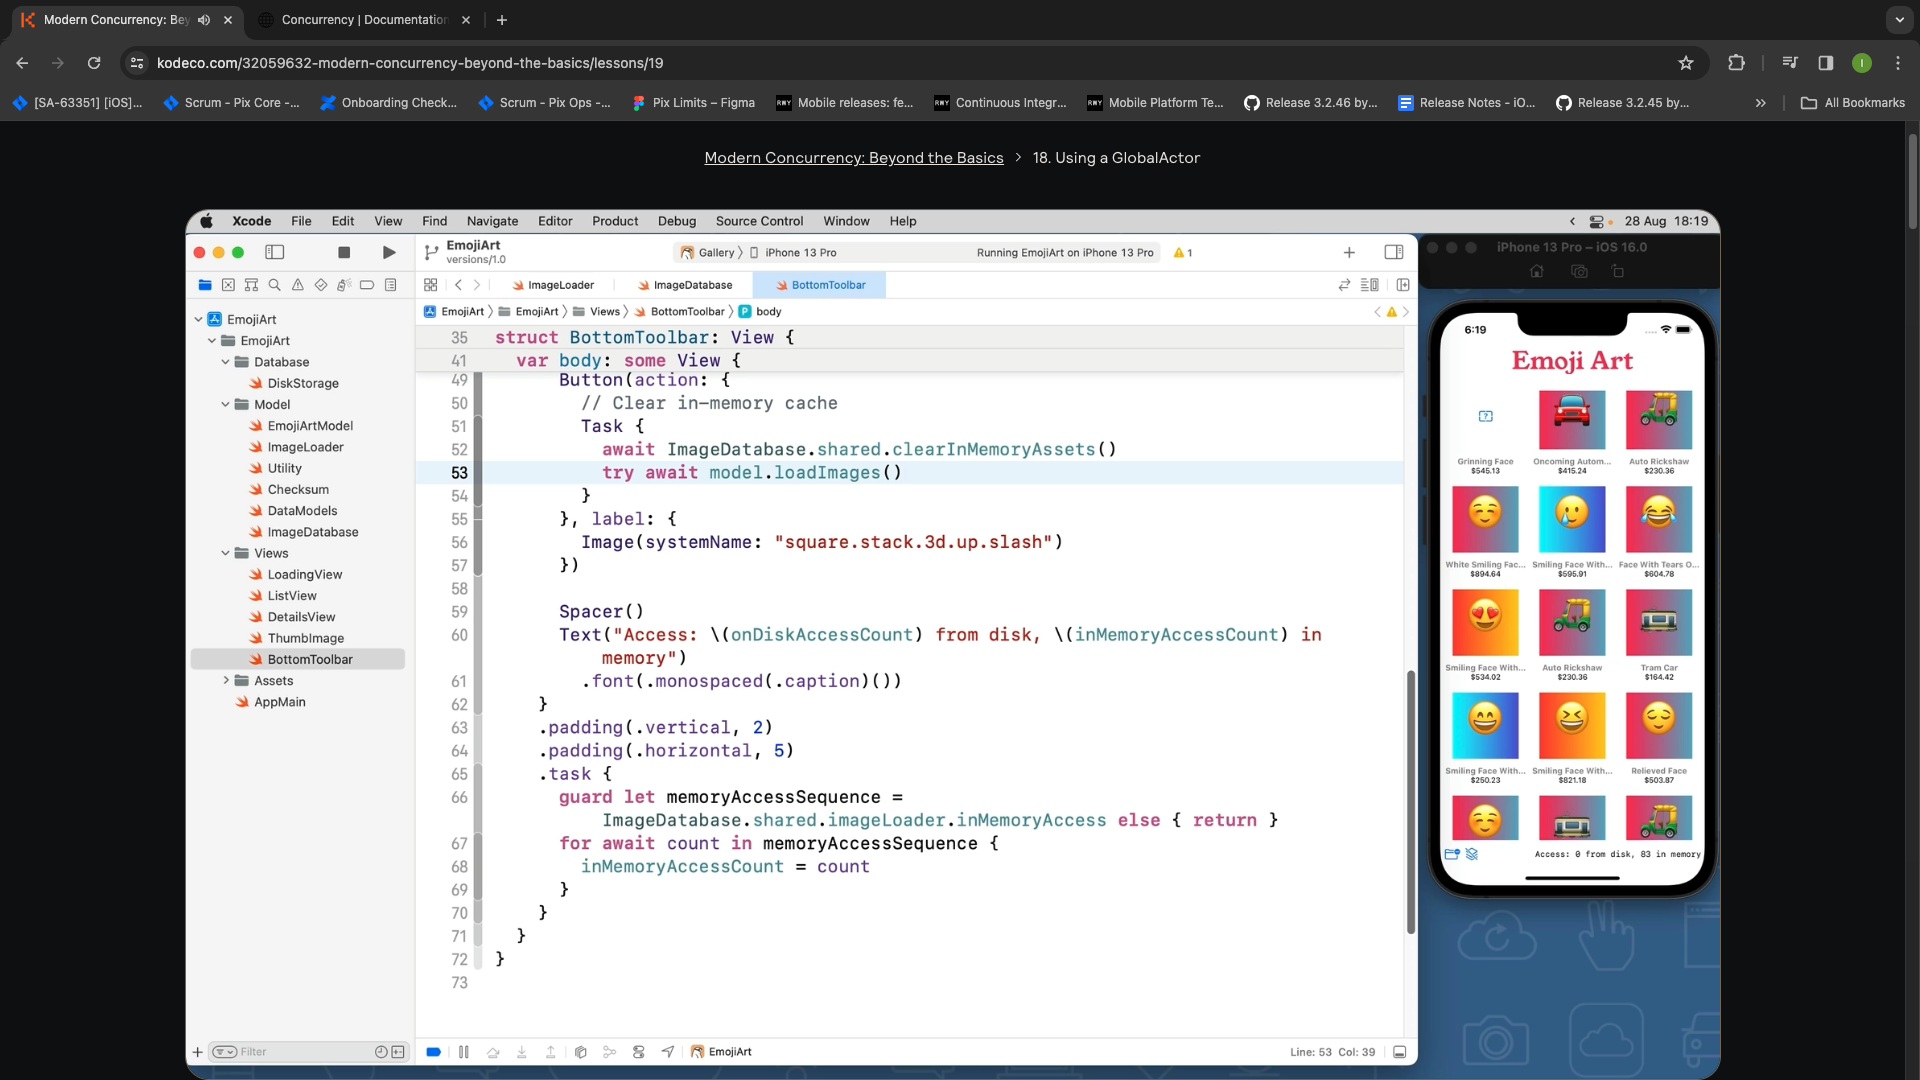 Modern Concurrency: Bey
Concurrency | Documentation
kodeco.com/32059632-modern-concurrency-beyond-the-basics/lessons/19
I
[SA-63351] [iOS]...
Scrum - Pix Core -...
Onboarding Check...
Scrum - Pix Ops -...
Pix Limits – Figma
RWY Mobile releases: fe...
RWY Continuous Integr...
RWY Mobile Platform Te...
Release 3.2.46 by...
Release Notes - iO...
Release 3.2.45 by...
All Bookmarks
Modern Concurrency: Beyond the Basics > 18. Using a GlobalActor
Xcode File Edit View Find Navigate Editor Product Debug Source Control Window Help
28 Aug 18:19
EmojiArt
versions/1.0
Gallery
iPhone 13 Pro
Running EmojiArt on iPhone 13 Pro
1
ImageLoader
ImageDatabase
BottomToolbar
EmojiArt
EmojiArt
Views
BottomToolbar
P body
EmojiArt
EmojiArt
Database
DiskStorage
Model
EmojiArtModel
ImageLoader
Utility
Checksum
DataModels
ImageDatabase
Views
LoadingView
ListView
DetailsView
ThumbImage
BottomToolbar
Assets
AppMain
Filter
35 struct BottomToolbar: View {
41 var body: some View {
49 Button(action: {
50 // Clear in-memory cache
51 Task {
52 await ImageDatabase.shared.clearInMemoryAssets()
53 try await model.loadImages()
54 }
55 }, label: {
56 Image(systemName: "square.stack.3d.up.slash")
57 })
58
59 Spacer()
60 Text("Access: \(onDiskAccessCount) from disk, \(inMemoryAccessCount) in
memory")
61 .font(.monospaced(.caption)())
62 }
63 .padding(.vertical, 2)
64 .padding(.horizontal, 5)
65 .task {
66 guard let memoryAccessSequence =
ImageDatabase.shared.imageLoader.inMemoryAccess else { return }
67 for await count in memoryAccessSequence {
68 inMemoryAccessCount = count
69 }
70 }
71 }
72 }
73
EmojiArt
Line: 53 Col: 39
iPhone 13 Pro – iOS 16.0
6:19
Emoji Art
Grinning Face
$545.13
Oncoming Autom...
$415.24
Auto Rickshaw
$230.36
White Smiling Fac...
$894.64
Smiling Face With...
$595.91
Face With Tears O...
$604.78
Smiling Face With...
$534.02
Auto Rickshaw
$230.36
Tram Car
$164.42
Smiling Face With...
$250.23
Smiling Face With...
$821.18
Relieved Face
$503.87
Access: 0 from disk, 83 in memory